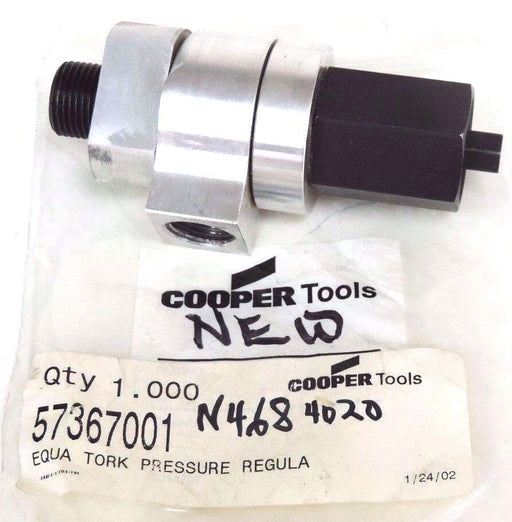 COOPER Tools
NEW
Qty 1.000
COOPER Tools
57367001 N468 4020
EQUA TORK PRESSURE REGULA
1/24/02